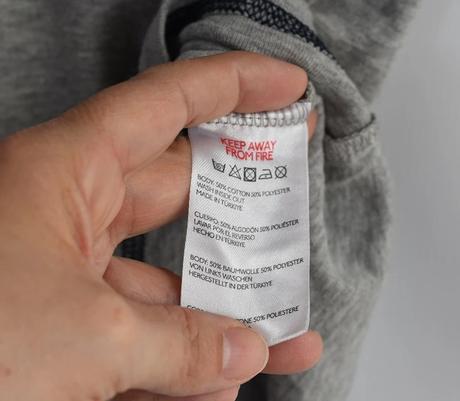 KEEP AWAY
FROM FIRE
BODY: 50% COTTON 50% POLYESTER
WASH INSIDE OUT
MADE IN TÜRKIYE
CUERPO: 50% ALGODÓN 50% POLIÉSTER
LAVAR POR EL REVERSO
HECHO EN TÜRKIYE
BODY: 50% BAUMWOLLE 50% POLYESTER
VON LINKS WASCHEN
HERGESTELLT IN DER TÜRKIYE
50% POLIESTERE